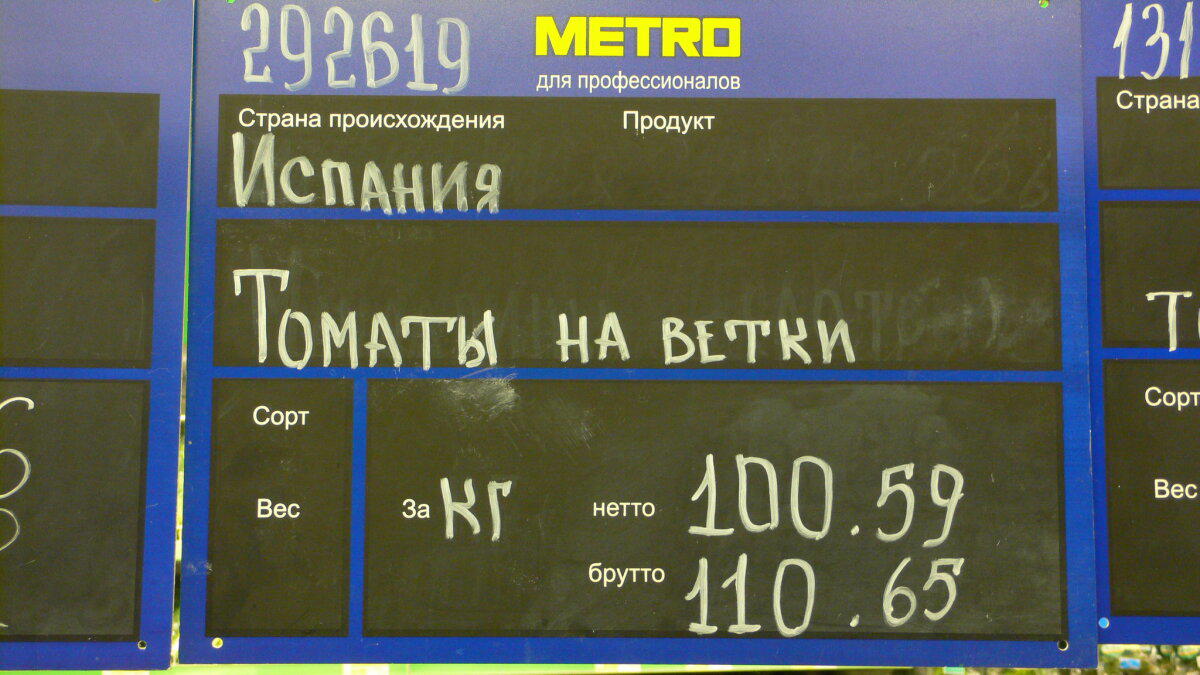 292619
METRO
для профессионалов
Страна происхождения Продукт
Испания
Томаты на ветки
Сорт
Вес За кг нетто 100.59
брутто 110.65
131
Страна
Сорт
Вес